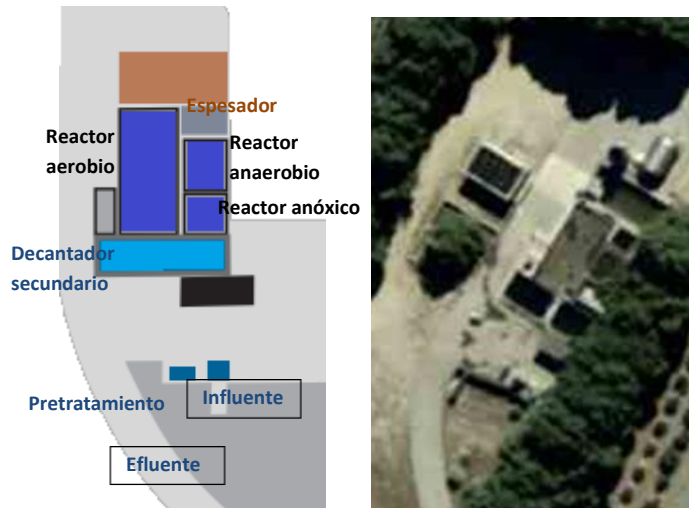 Espesador
Reactor
aerobio
Reactor
anaerobio
Reactor anóxico
Decantador
secundario
Pretratamiento
Influente
Efluente